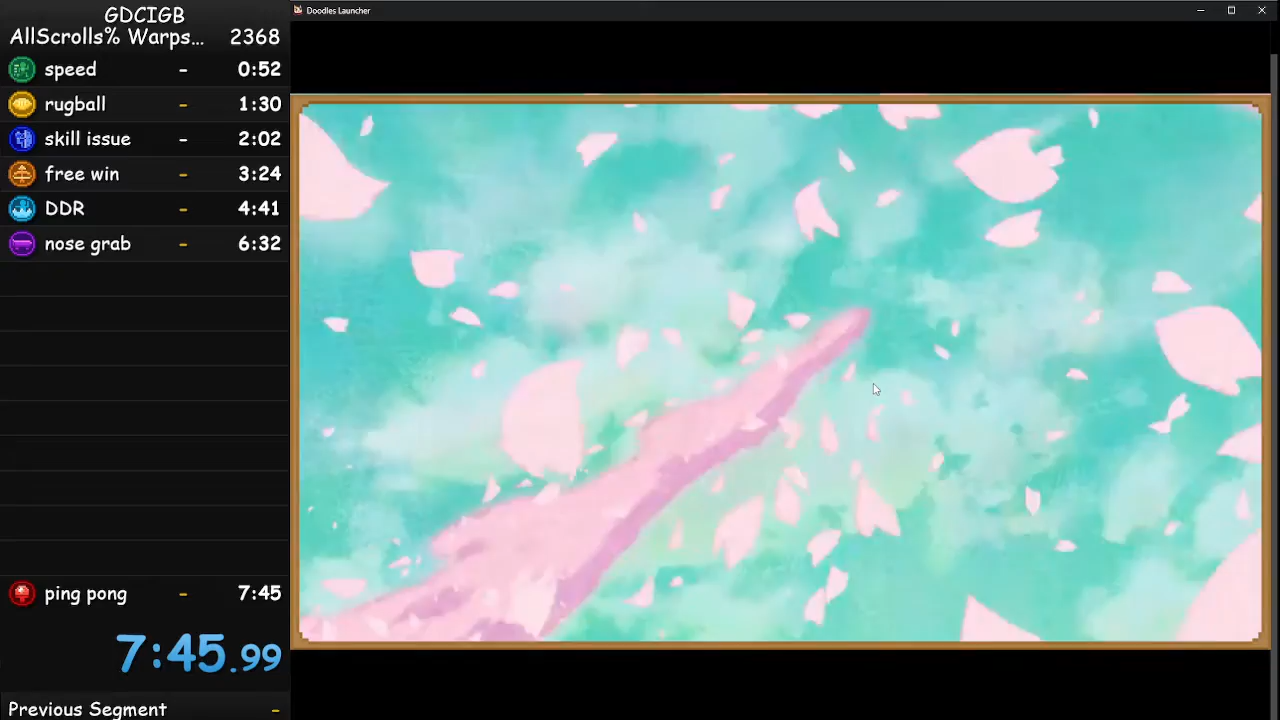 GDCIGB
AllScrolls% Warps... 2368
speed - 0:52
rugball - 1:30
skill issue - 2:02
free win - 3:24
DDR - 4:41
nose grab - 6:32
ping pong - 7:45
7:45.99
Previous Segment -
Doodles Launcher